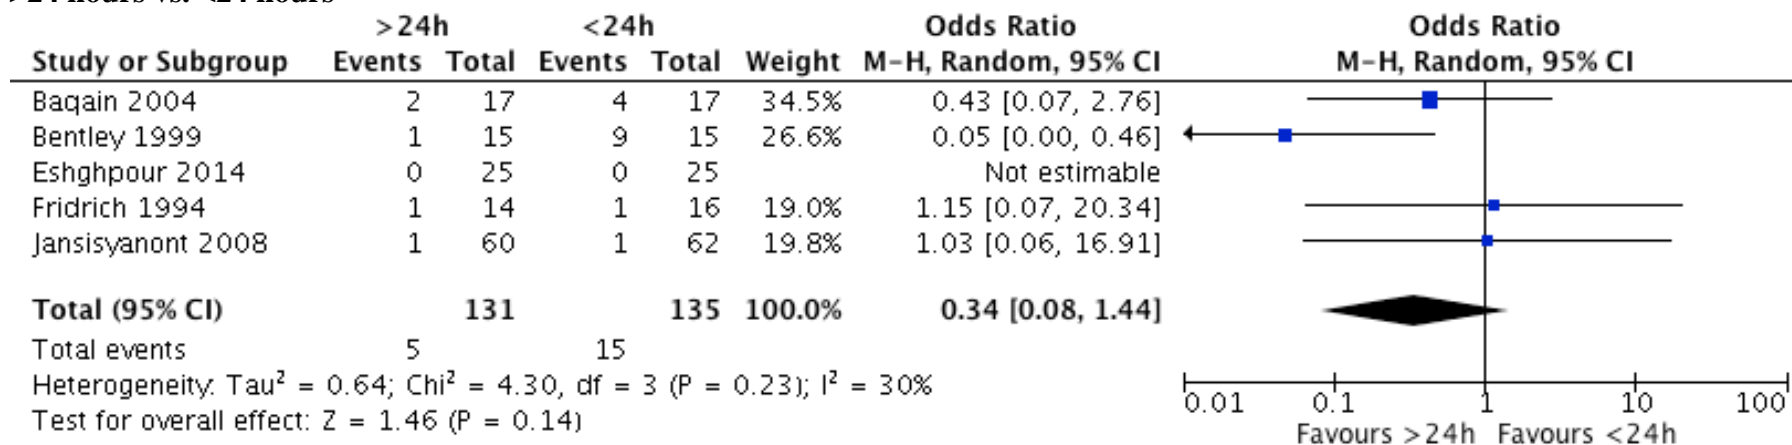 >24 hours vs. <24 hours
>24h <24h Odds Ratio Odds Ratio
Study or Subgroup Events Total Events Total Weight M-H, Random, 95% CI M-H, Random, 95% CI
Baqain 2004 2 17 4 17 34.5% 0.43 [0.07, 2.76]
Bentley 1999 1 15 9 15 26.6% 0.05 [0.00, 0.46]
Eshghpour 2014 0 25 0 25 Not estimable
Fridrich 1994 1 14 1 16 19.0% 1.15 [0.07, 20.34]
Jansisyanont 2008 1 60 1 62 19.8% 1.03 [0.06, 16.91]
Total (95% CI) 131 135 100.0% 0.34 [0.08, 1.44]
Total events 5 15
Heterogeneity: Tau² = 0.64; Chi² = 4.30, df = 3 (P = 0.23); I² = 30%
Test for overall effect: Z = 1.46 (P = 0.14)
0.01 0.1 1 10 100
Favours >24h Favours <24h